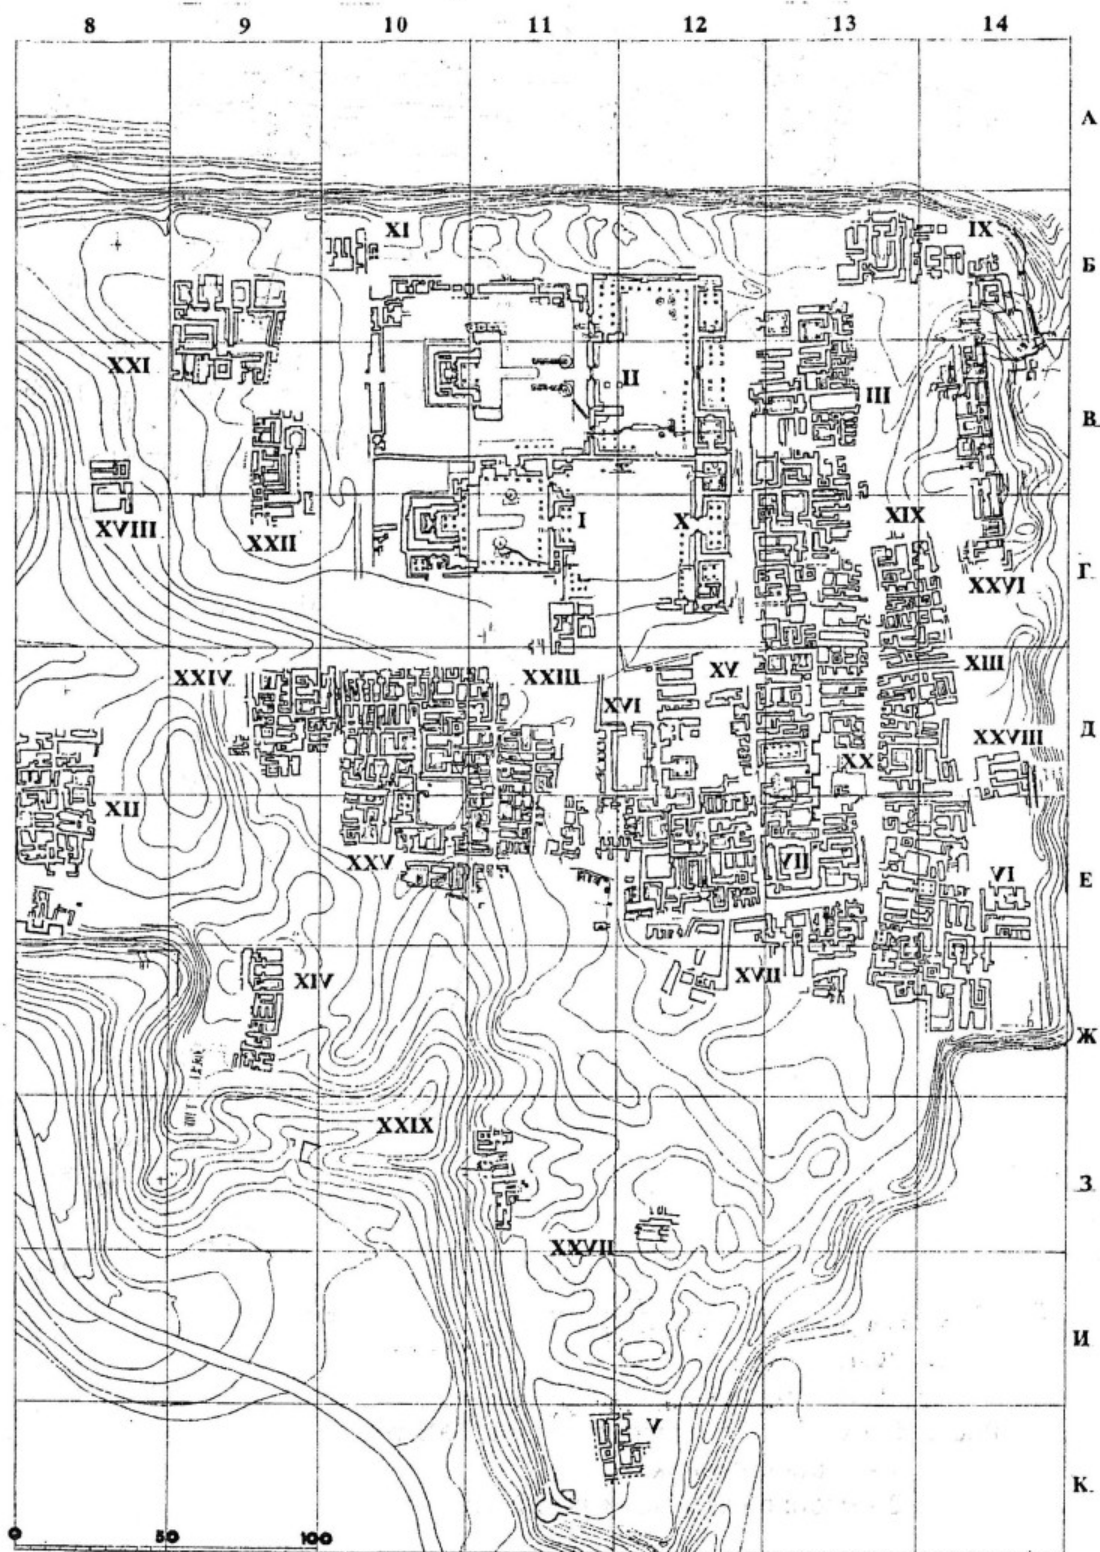 8 9 10 11 12 13 14
А
XI IX
Б
XXI II III
В
XVIII XXII I X XIX
XXVI
Г
XXIV XXIII XV XIII
XVI
XX XXVIII
Д
XII
XXV VII VI
Е
XIV XVII
Ж
XXIX
З
XXVII
И
V
К
0 50 100